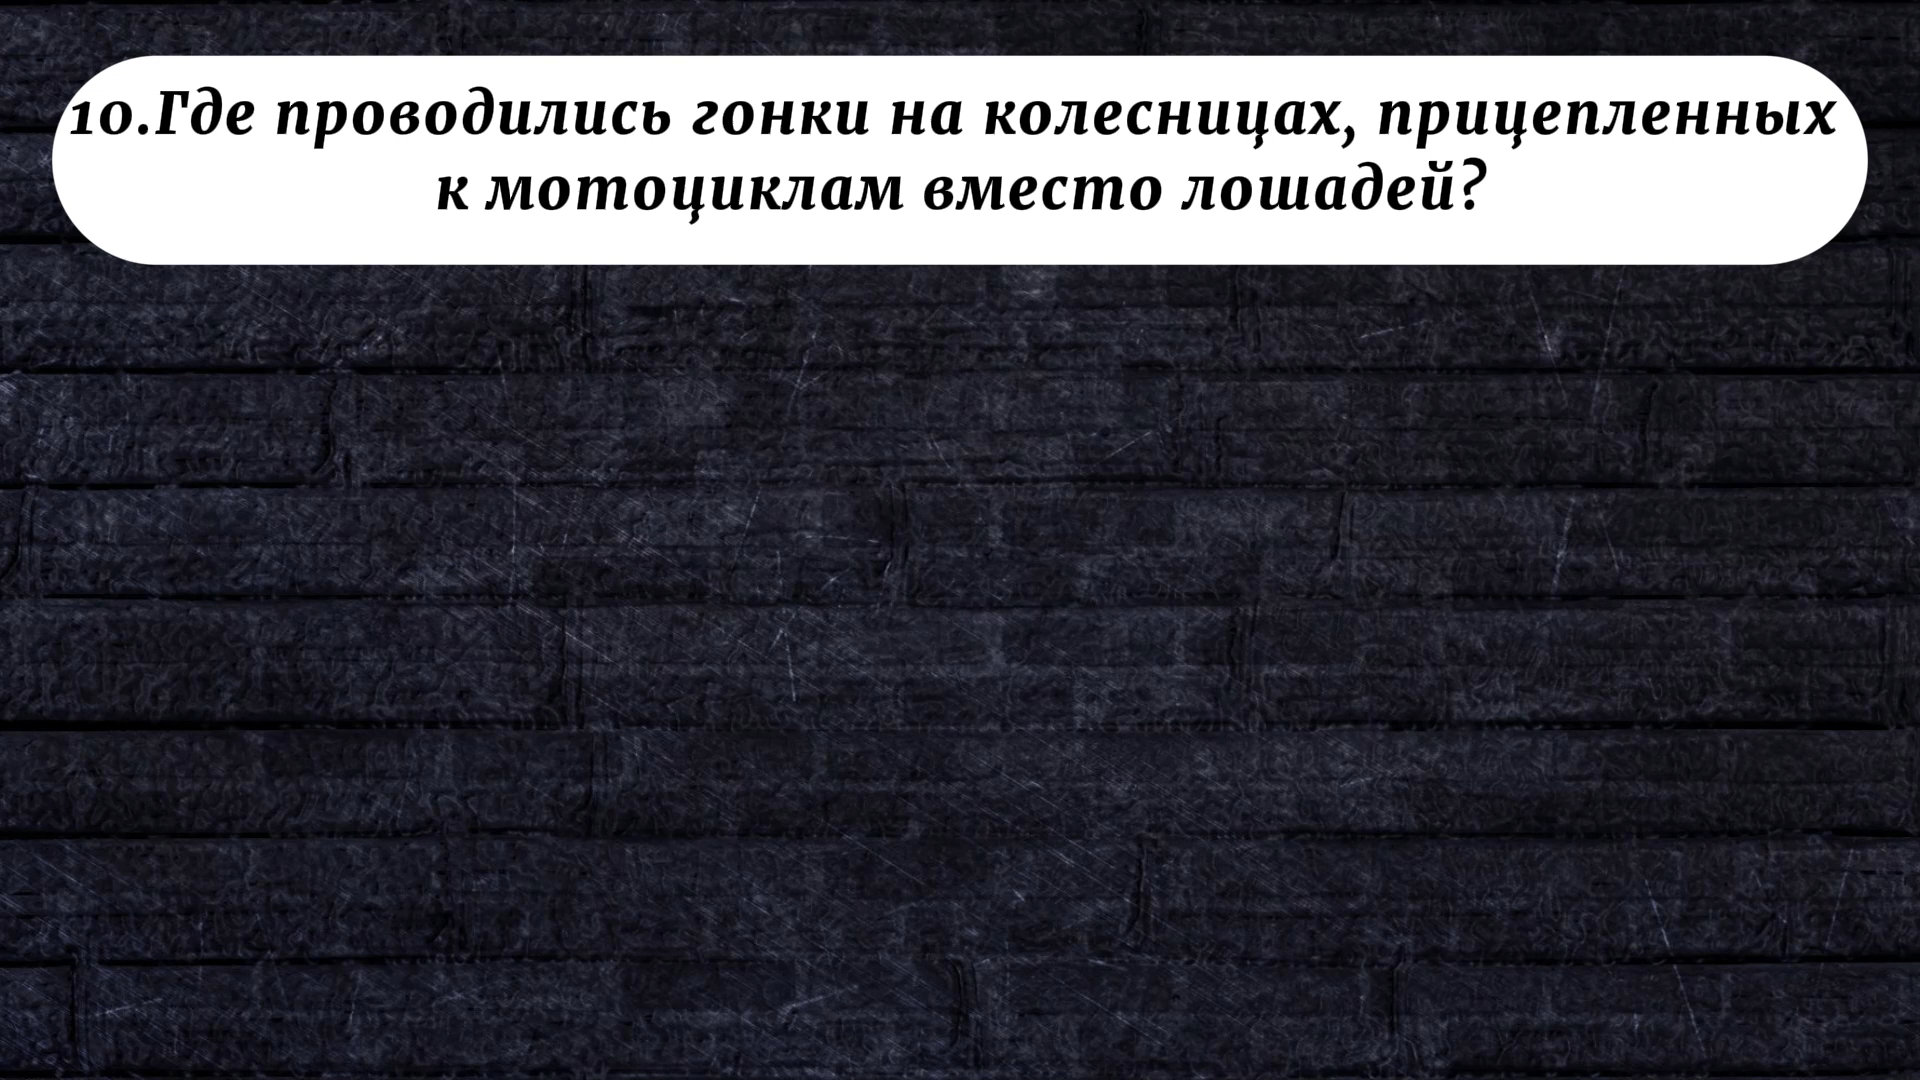 10.Где проводились гонки на колесницах, прицепленных
к мотоциклам вместо лошадей?